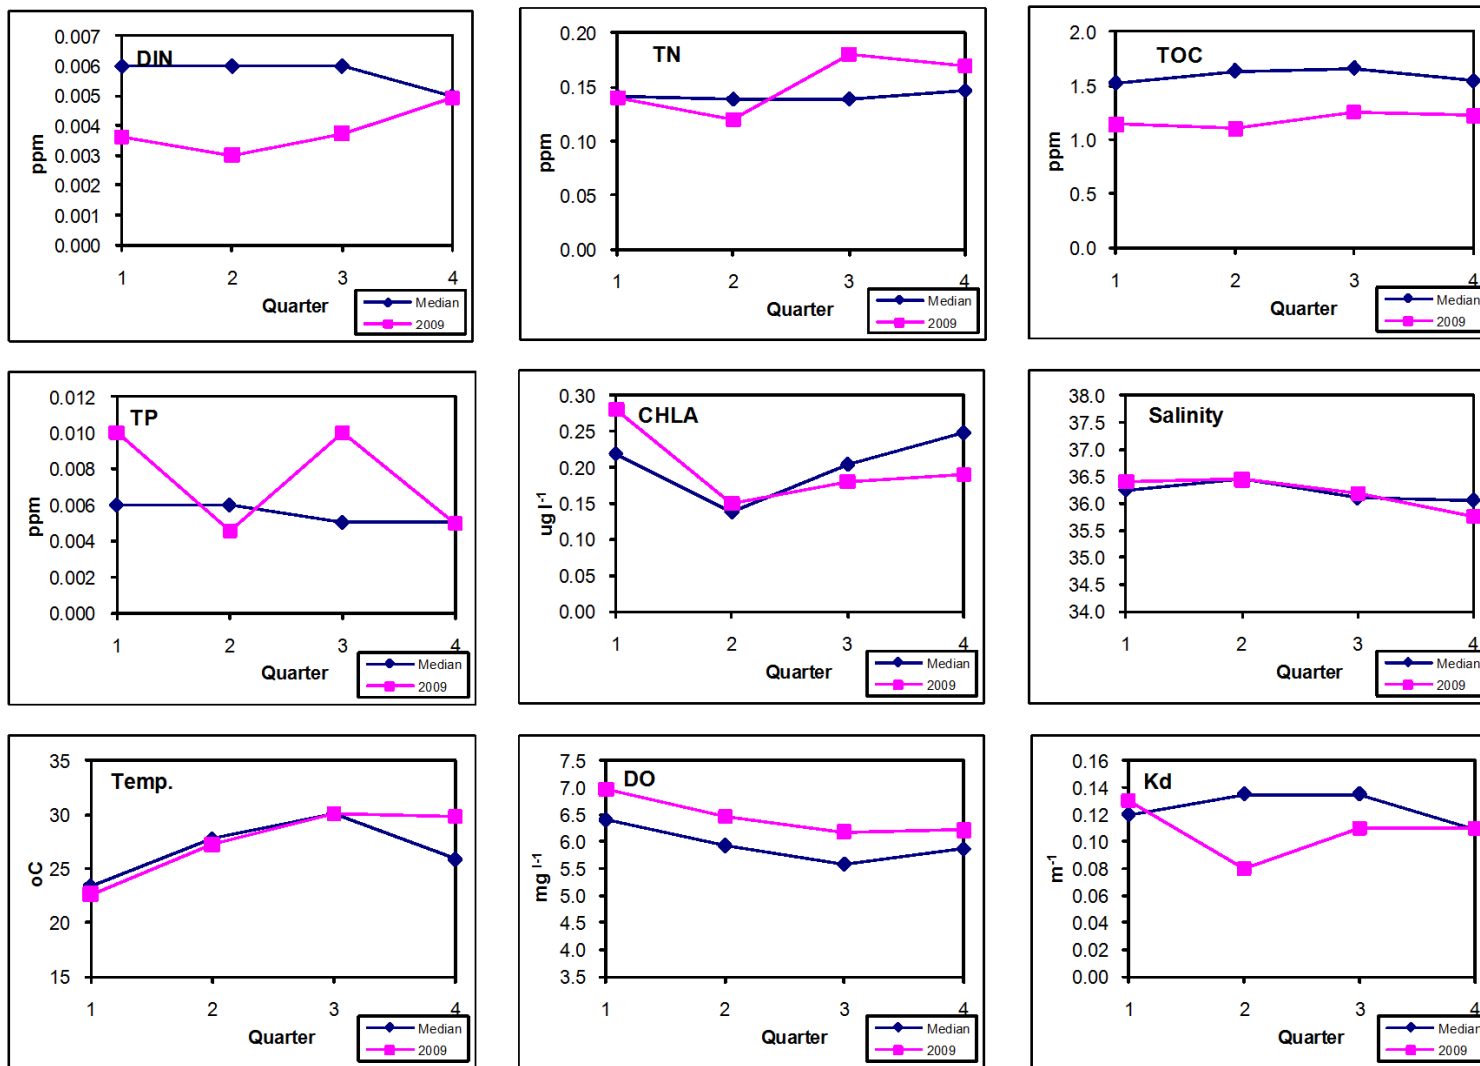 DIN
0.007
0.006
0.005
0.004
0.003
0.002
0.001
0.000
ppm
1 2 3 4
Quarter
Median
2009
TN
0.20
0.15
0.10
0.05
0.00
ppm
1 2 3 4
Quarter
Median
2009
TOC
2.0
1.5
1.0
0.5
0.0
ppm
1 2 3 4
Quarter
Median
2009
TP
0.012
0.010
0.008
0.006
0.004
0.002
0.000
ppm
1 2 3 4
Quarter
Median
2009
CHLA
0.30
0.25
0.20
0.15
0.10
0.05
0.00
ug l-1
1 2 3 4
Quarter
Median
2009
Salinity
38.0
37.5
37.0
36.5
36.0
35.5
35.0
34.5
34.0
1 2 3 4
Quarter
Median
2009
Temp.
35
30
25
20
15
oC
1 2 3 4
Quarter
Median
2009
DO
7.5
7.0
6.5
6.0
5.5
5.0
4.5
4.0
3.5
mg l-1
1 2 3 4
Quarter
Median
2009
Kd
0.16
0.14
0.12
0.10
0.08
0.06
0.04
0.02
0.00
m-1
1 2 3 4
Quarter
Median
2009